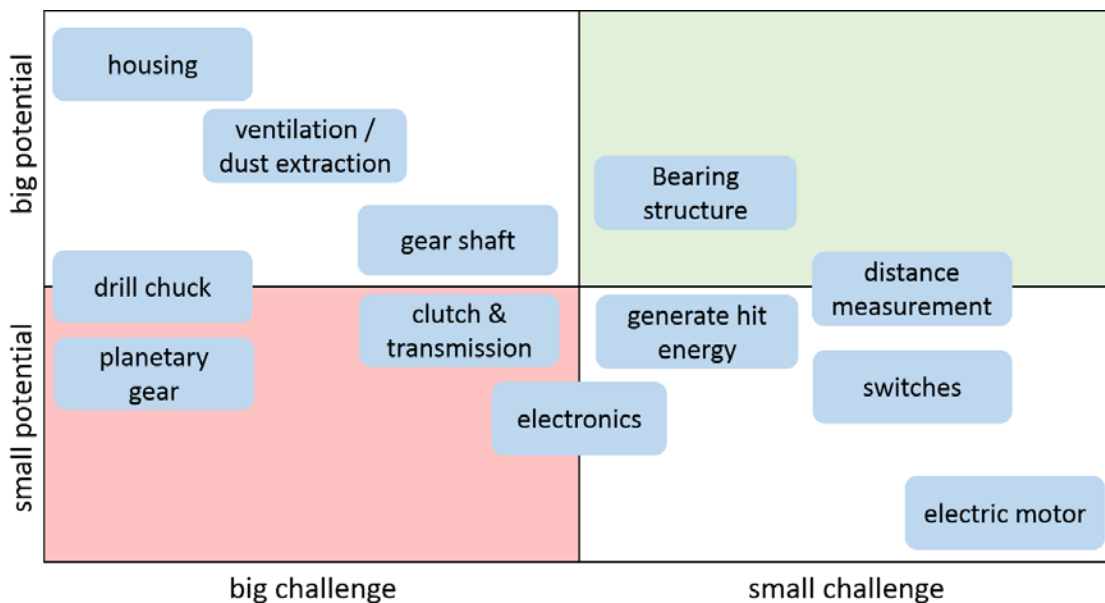 big potential
small potential
housing
ventilation /
dust extraction
gear shaft
drill chuck
planetary
gear
clutch &
transmission
electronics
Bearing
structure
distance
measurement
generate hit
energy
switches
electric motor
big challenge
small challenge